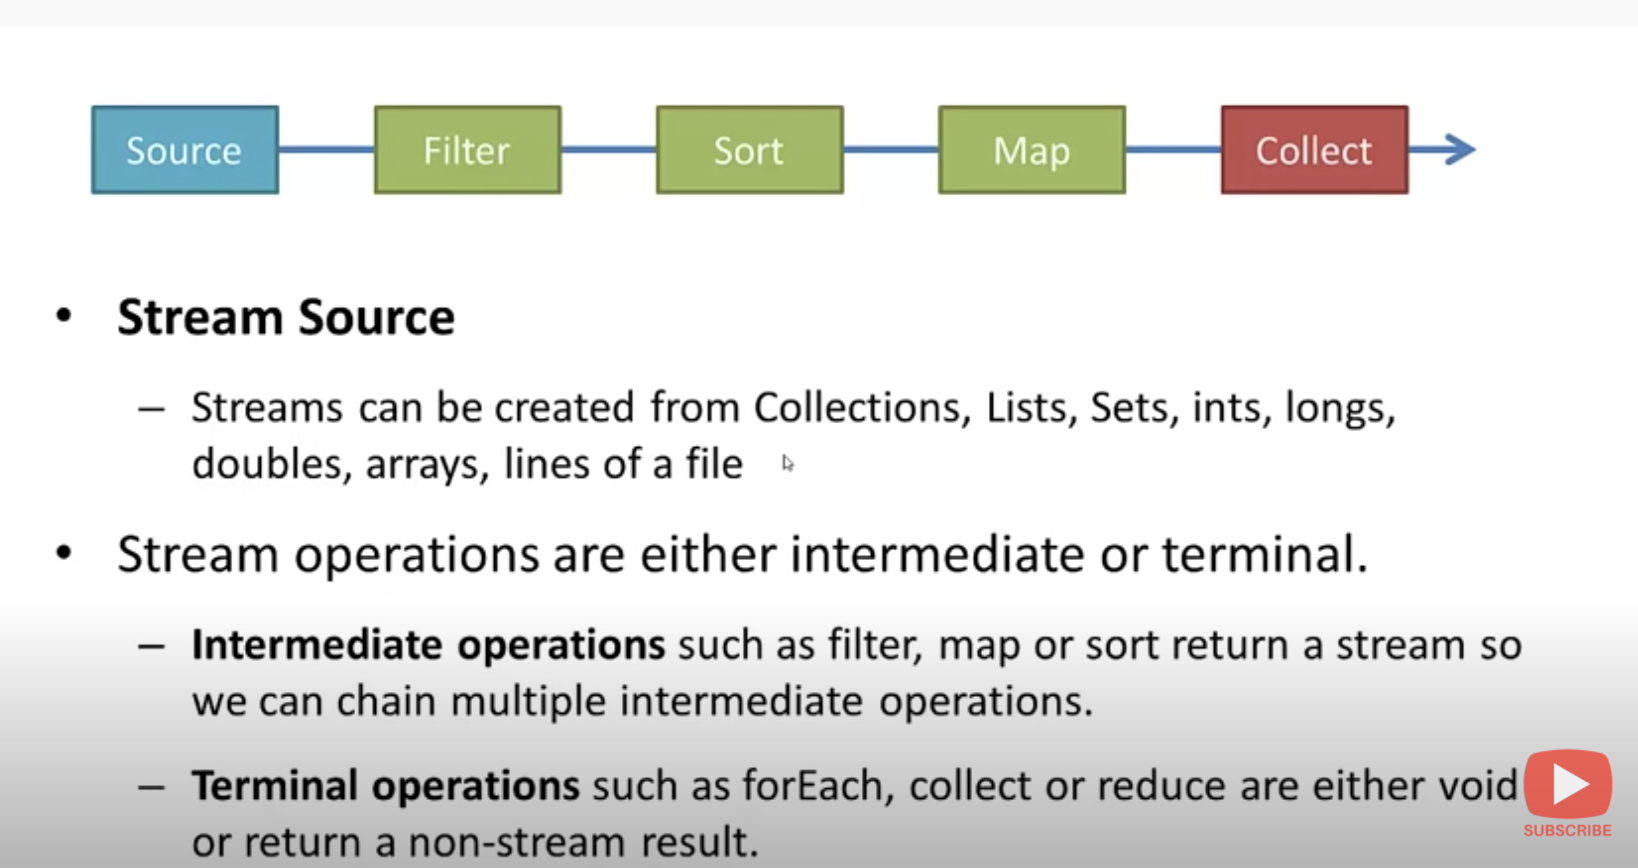 Source
Filter
Sort
Map
Collect
• Stream Source
– Streams can be created from Collections, Lists, Sets, ints, longs,
doubles, arrays, lines of a file
• Stream operations are either intermediate or terminal.
– Intermediate operations such as filter, map or sort return a stream so
we can chain multiple intermediate operations.
– Terminal operations such as forEach, collect or reduce are either void
or return a non-stream result.
SUBSCRIBE